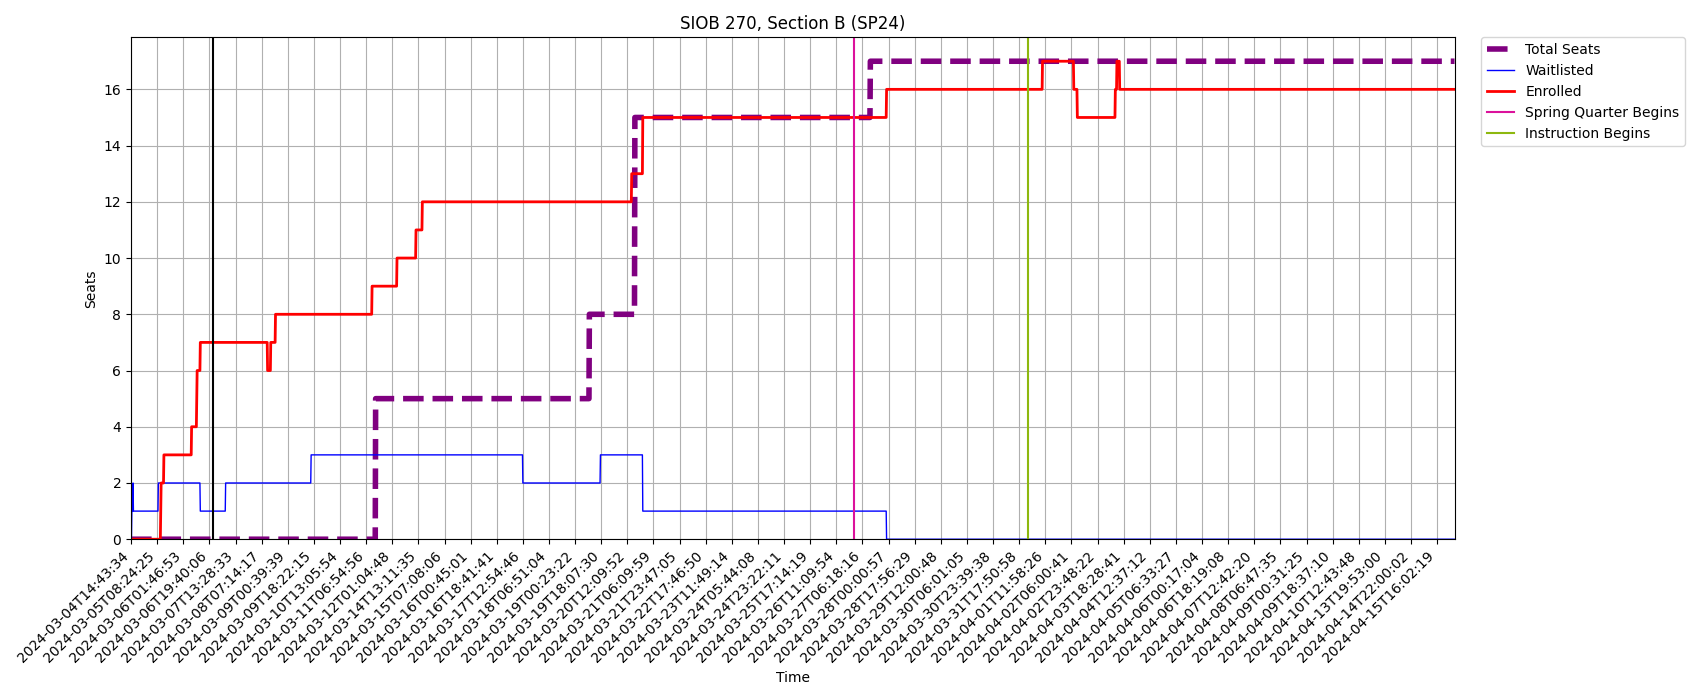 SIOB 270, Section B (SP24)
Total Seats
Waitlisted
Enrolled
Spring Quarter Begins
Instruction Begins
Seats
16
14
12
10
8
6
4
2
0
2024-03-04T14:43:34
2024-03-05T08:24:25
2024-03-06T01:46:53
2024-03-06T19:40:06
2024-03-07T13:28:33
2024-03-08T07:14:17
2024-03-09T00:39:39
2024-03-09T18:22:15
2024-03-10T13:05:54
2024-03-11T06:54:56
2024-03-12T01:04:48
2024-03-14T13:11:35
2024-03-15T07:08:06
2024-03-16T00:45:01
2024-03-16T18:41:41
2024-03-17T12:54:46
2024-03-18T06:51:04
2024-03-19T00:23:22
2024-03-19T18:07:30
2024-03-20T12:09:52
2024-03-21T06:09:59
2024-03-21T23:47:05
2024-03-22T17:46:50
2024-03-23T11:49:14
2024-03-24T05:44:08
2024-03-24T23:22:11
2024-03-25T17:14:19
2024-03-26T11:09:54
2024-03-27T06:18:16
2024-03-28T00:00:57
2024-03-28T17:56:29
2024-03-29T12:00:48
2024-03-30T06:01:05
2024-03-30T23:39:38
2024-03-31T17:50:58
2024-04-01T11:58:26
2024-04-02T06:00:41
2024-04-02T23:48:22
2024-04-03T18:28:41
2024-04-04T12:37:12
2024-04-05T06:33:27
2024-04-06T00:17:04
2024-04-06T18:19:09
2024-04-07T12:42:20
2024-04-08T06:47:35
2024-04-09T00:31:25
2024-04-09T18:37:10
2024-04-10T12:43:48
2024-04-13T19:53:00
2024-04-14T22:00:02
2024-04-15T16:02:19
Time